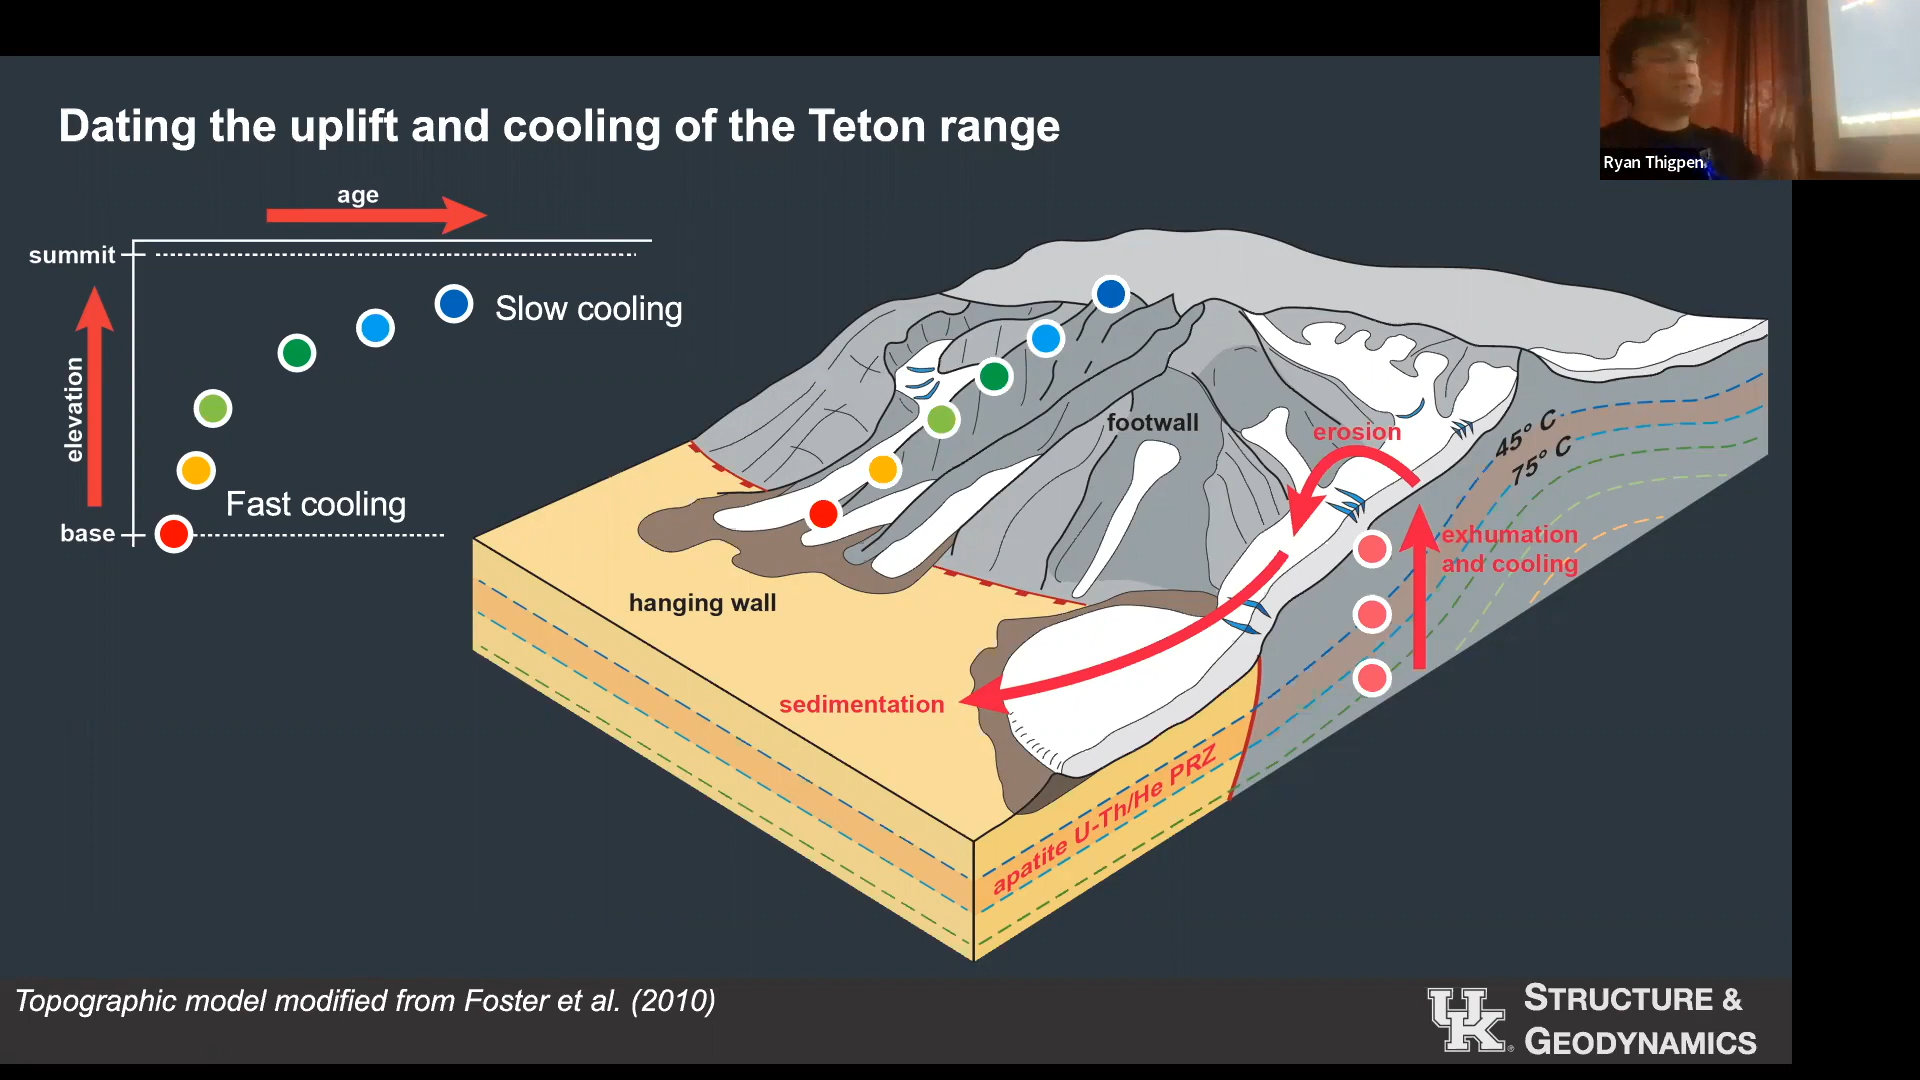 Ryan Thigpen
Dating the uplift and cooling of the Teton range
age
summit
elevation
Slow cooling
Fast cooling
base
footwall
erosion
45° C
75° C
exhumation
and cooling
hanging wall
sedimentation
apatite U-Th/He PRZ
Topographic model modified from Foster et al. (2010)
UK
STRUCTURE &
GEODYNAMICS